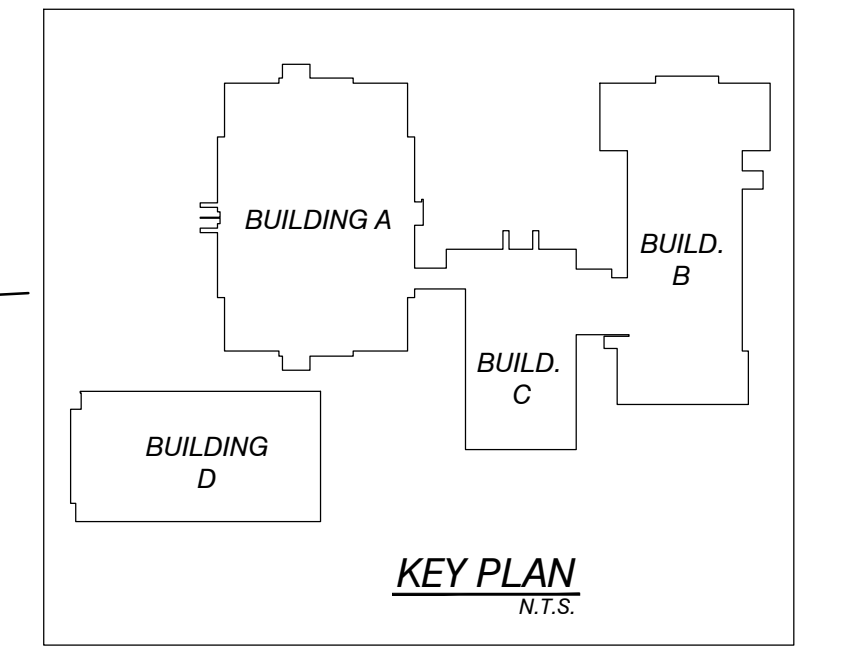 BUILDING A
BUILD.
B
BUILD.
C
BUILDING
D
KEY PLAN
N.T.S.